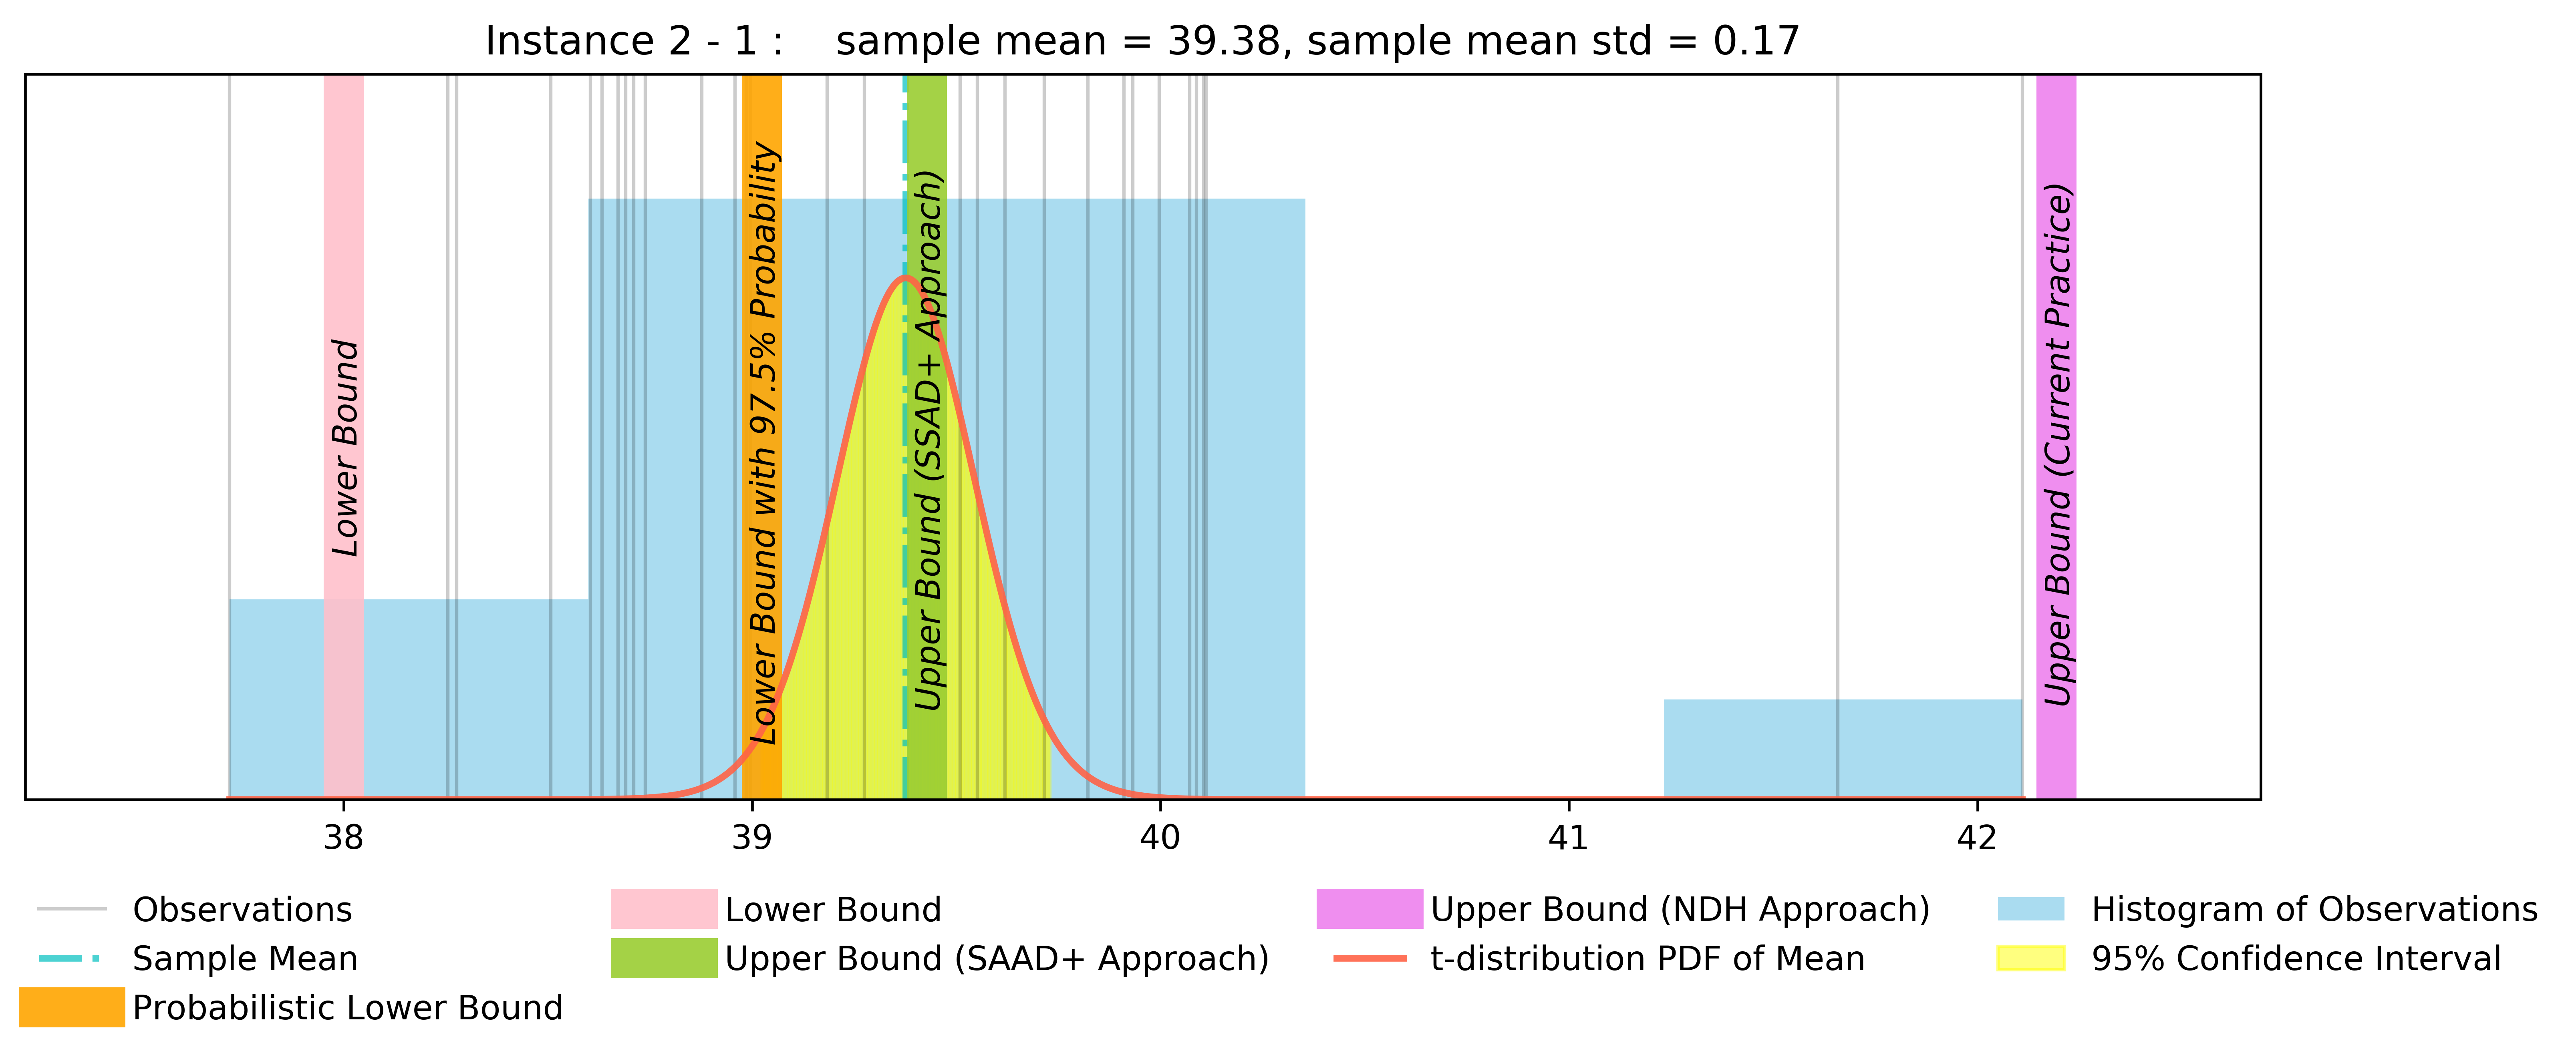 Instance 2 - 1 : sample mean = 39.38, sample mean std = 0.17
Lower Bound
Lower Bound with 97.5% Probability
Upper Bound (SSAD+ Approach)
Upper Bound (Current Practice)
38 39 40 41 42
Observations
Sample Mean
Probabilistic Lower Bound
Lower Bound
Upper Bound (SAAD+ Approach)
Upper Bound (NDH Approach)
t-distribution PDF of Mean
Histogram of Observations
95% Confidence Interval